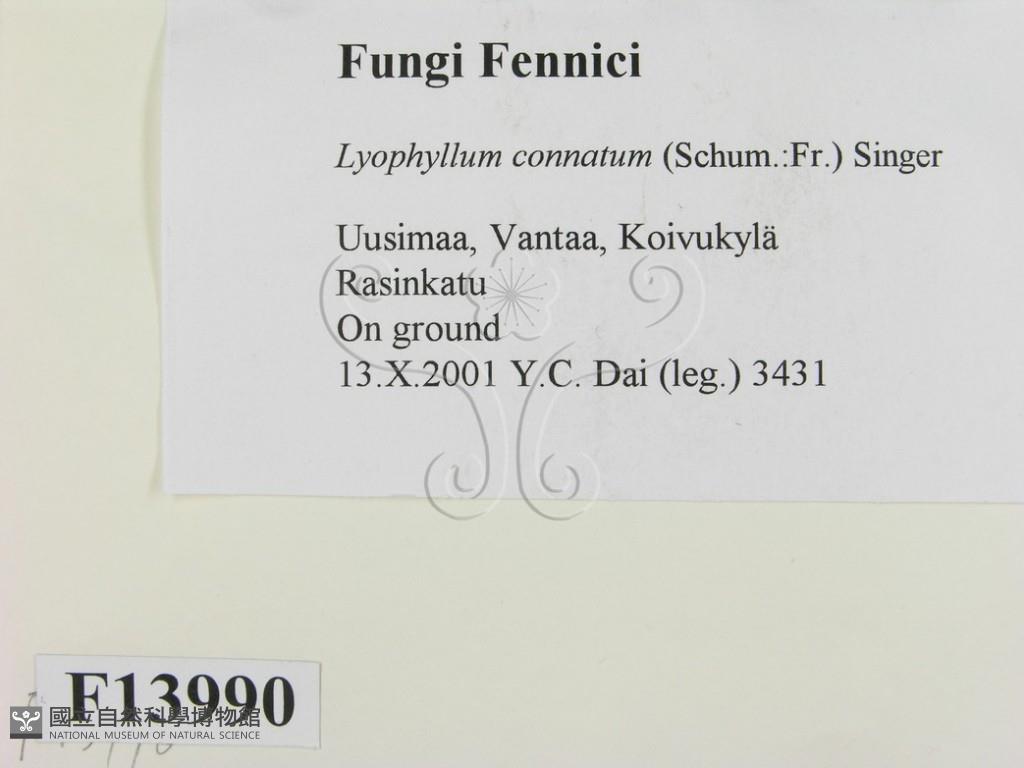 Fungi Fennici
Lyophyllum connatum (Schum.:Fr.) Singer
Uusimaa, Vantaa, Koivukylä
Rasinkatu
On ground
13.X.2001 Y.C. Dai (leg.) 3431
F13990
國立自然科學博物館
NATIONAL MUSEUM OF NATURAL SCIENCE